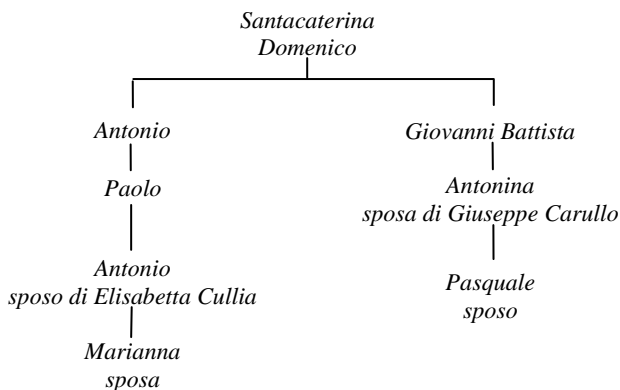 Santacaterina
Domenico
Antonio
Giovanni Battista
Paolo
Antonina
sposa di Giuseppe Carullo
Antonio
sposo di Elisabetta Cullia
Pasquale
sposo
Marianna
sposa